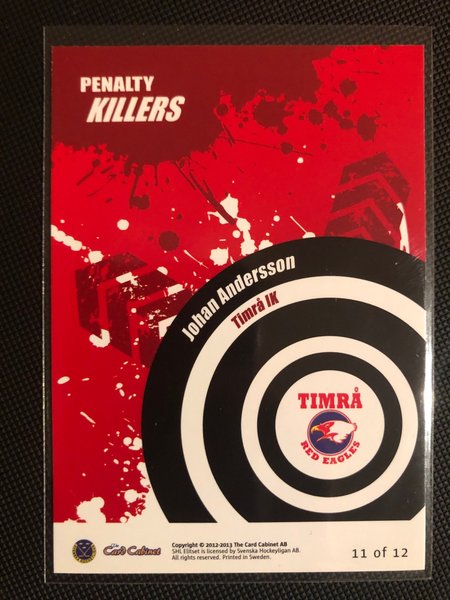 PENALTY
KILLERS
Johan Andersson
Timrå IK
TIMRÅ
RED EAGLES
The
Card Cabinet
Copyright © 2012-2013 The Card Cabinet AB
SHL Elitset is licensed by Svenska Hockeyligan AB.
All rights reserved. Printed in Sweden.
11 of 12